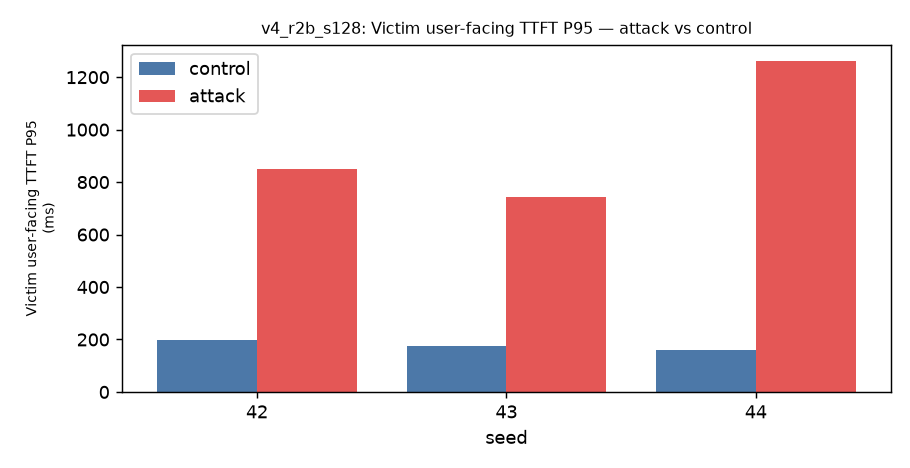 v4_r2b_s128: Victim user-facing TTFT P95 — attack vs control
control
attack
Victim user-facing TTFT P95
(ms)
1200
1000
800
600
400
200
0
42
43
44
seed